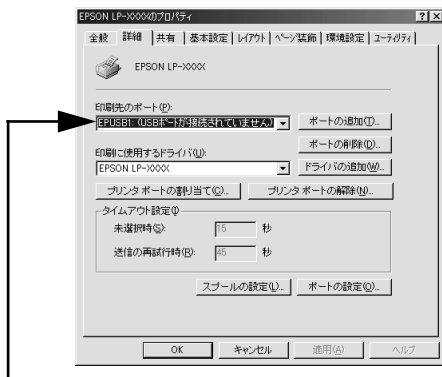 EPSON LP-XXXXのプロパティ
全般 詳細 共有 基本設定 レイアウト ページ装飾 環境設定 ユーティリティ
EPSON LP-XXXX
印刷先のポート(P):
EPUSB1: (USBポートが接続されていません) ポートの追加(T)...
ポートの削除(D)...
印刷に使用するドライバ(U):
EPSON LP-XXXX ドライバの追加(W)...
プリンタ ポートの割り当て(C)... プリンタ ポートの解除(N)...
タイムアウト設定
未選択時(S): 15 秒
送信の再試行時(R): 45 秒
スプールの設定(L)... ポートの設定(O)...
OK キャンセル 適用(A) ヘルプ